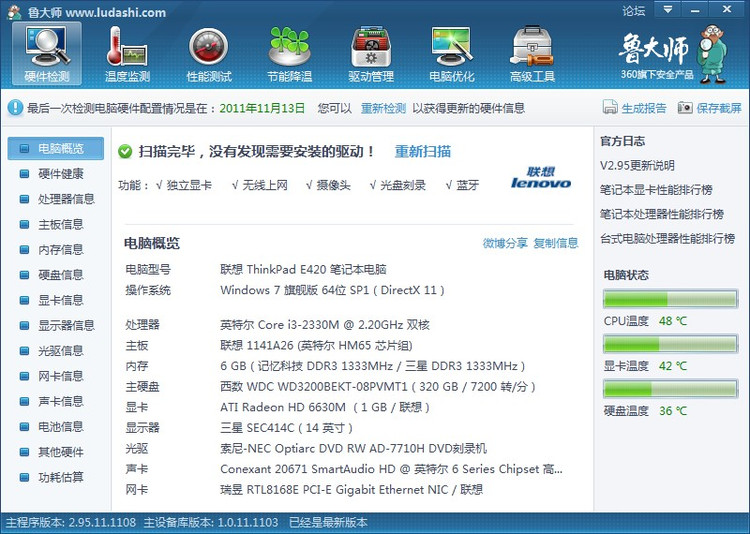 鲁大师 www.ludashi.com
论坛
硬件检测 温度监测 性能测试 节能降温 驱动管理 电脑优化 高级工具
鲁大师
360旗下安全产品
最后一次检测电脑硬件配置情况是在：2011年11月13日 您可以 重新检测 以获得更新的硬件信息
生成报告 保存截屏
电脑概览
硬件健康
处理器信息
主板信息
内存信息
硬盘信息
显卡信息
显示器信息
光驱信息
网卡信息
声卡信息
电池信息
其他硬件
功耗估算
扫描完毕，没有发现需要安装的驱动！ 重新扫描
功能： √ 独立显卡 √ 无线上网 √ 摄像头 √ 光盘刻录 √ 蓝牙
联想
lenovo
电脑概览
微博分享 复制信息
电脑型号 联想 ThinkPad E420 笔记本电脑
操作系统 Windows 7 旗舰版 64位 SP1 ( DirectX 11 )
处理器 英特尔 Core i3-2330M @ 2.20GHz 双核
主板 联想 1141A26 (英特尔 HM65 芯片组)
内存 6 GB ( 记忆科技 DDR3 1333MHz / 三星 DDR3 1333MHz )
主硬盘 西数 WDC WD3200BEKT-08PVMT1 ( 320 GB / 7200 转/分 )
显卡 ATI Radeon HD 6630M ( 1 GB / 联想 )
显示器 三星 SEC414C ( 14 英寸 )
光驱 索尼-NEC Optiarc DVD RW AD-7710H DVD刻录机
声卡 Conexant 20671 SmartAudio HD @ 英特尔 6 Series Chipset 高...
网卡 瑞昱 RTL8168E PCI-E Gigabit Ethernet NIC / 联想
官方日志
V2.95更新说明
笔记本显卡性能排行榜
笔记本处理器性能排行榜
台式电脑处理器性能排行榜
电脑状态
CPU温度 48 ℃
显卡温度 42 ℃
硬盘温度 36 ℃
主程序版本: 2.95.11.1108 主设备库版本: 1.0.11.1103 已经是最新版本